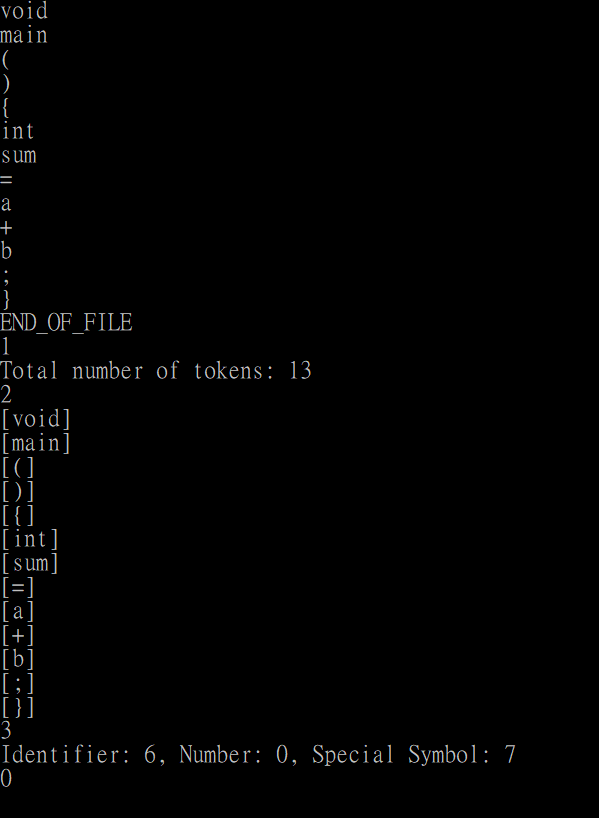 void
main
(
)
{
int
sum
=
a
+
b
;
}
END_OF_FILE
1
Total number of tokens: 13
2
[void]
[main]
[(]
[)]
[{]
[int]
[sum]
[=]
[a]
[+]
[b]
[;]
[}]
3
Identifier: 6, Number: 0, Special Symbol: 7
0